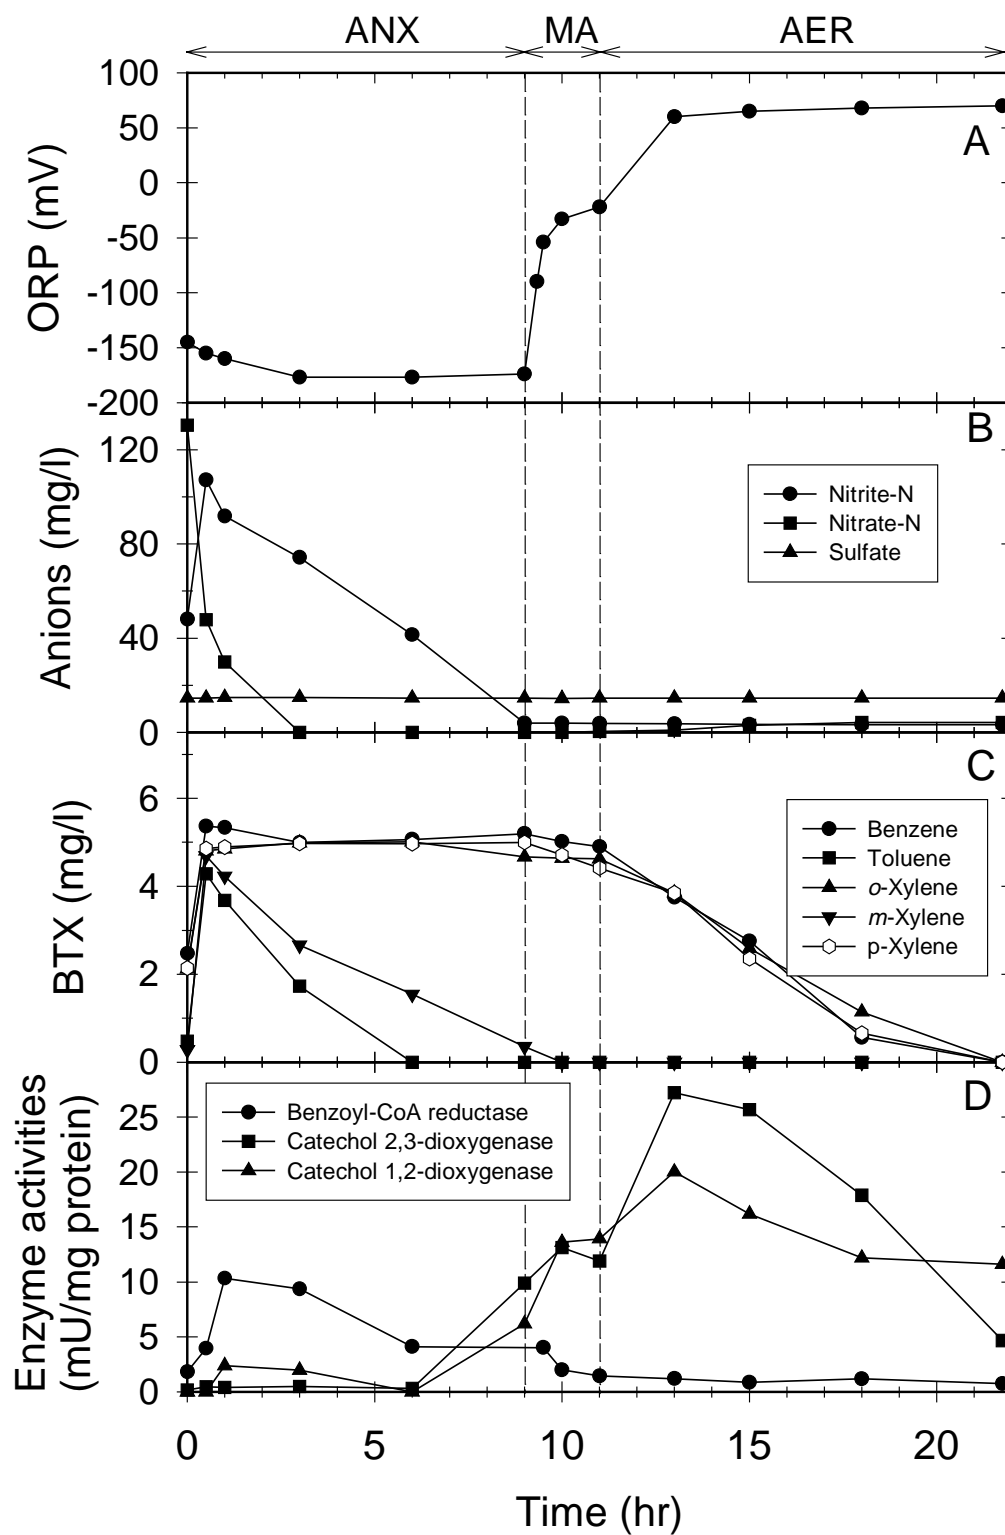 ANX MA AER
100
50
0
-50
-100
-150
-200
ORP (mV)
A
120
80
40
0
Anions (mg/l)
B
Nitrite-N
Nitrate-N
Sulfate
6
4
2
0
BTX (mg/l)
C
Benzene
Toluene
o-Xylene
m-Xylene
p-Xylene
25
20
15
10
5
0
Enzyme activities
(mU/mg protein)
D
Benzoyl-CoA reductase
Catechol 2,3-dioxygenase
Catechol 1,2-dioxygenase
0 5 10 15 20
Time (hr)